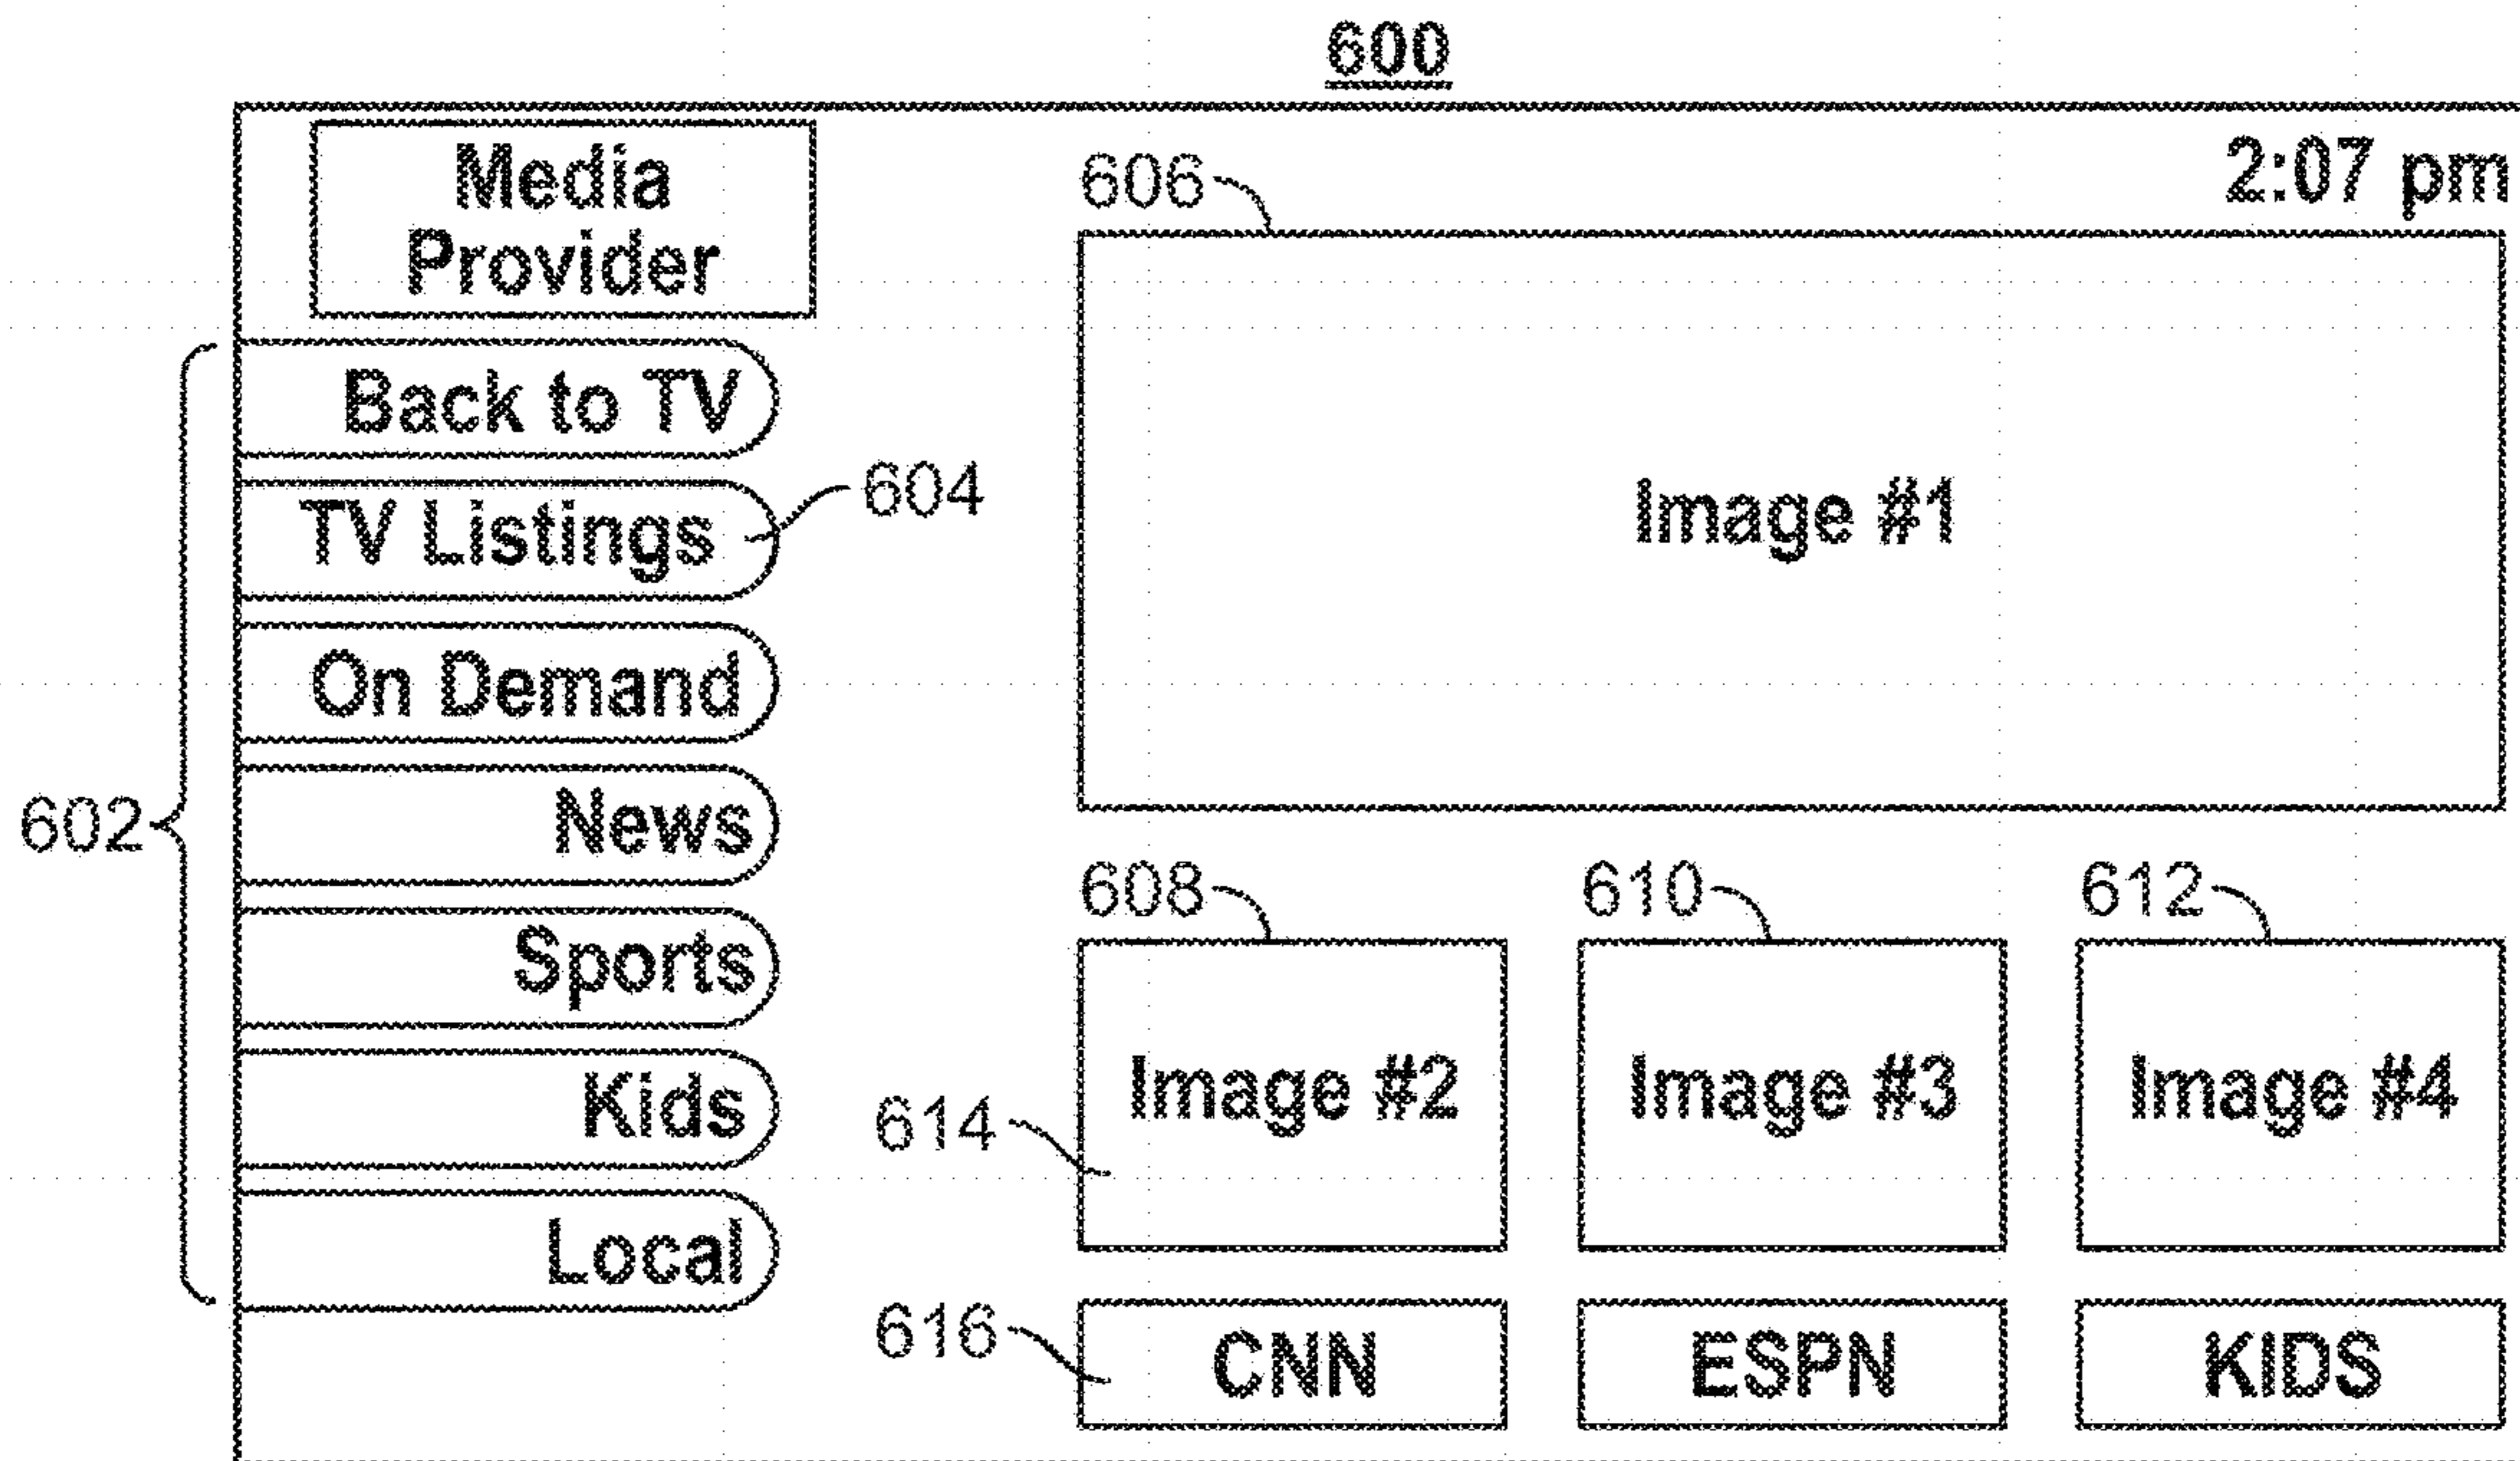 600
Media
Provider
2:07 pm
606
Back to TV
604
TV Listings
Image #1
On Demand
602
News
608
610
612
Sports
Image #2
Image #3
Image #4
614
Kids
Local
616
CNN
ESPN
KIDS